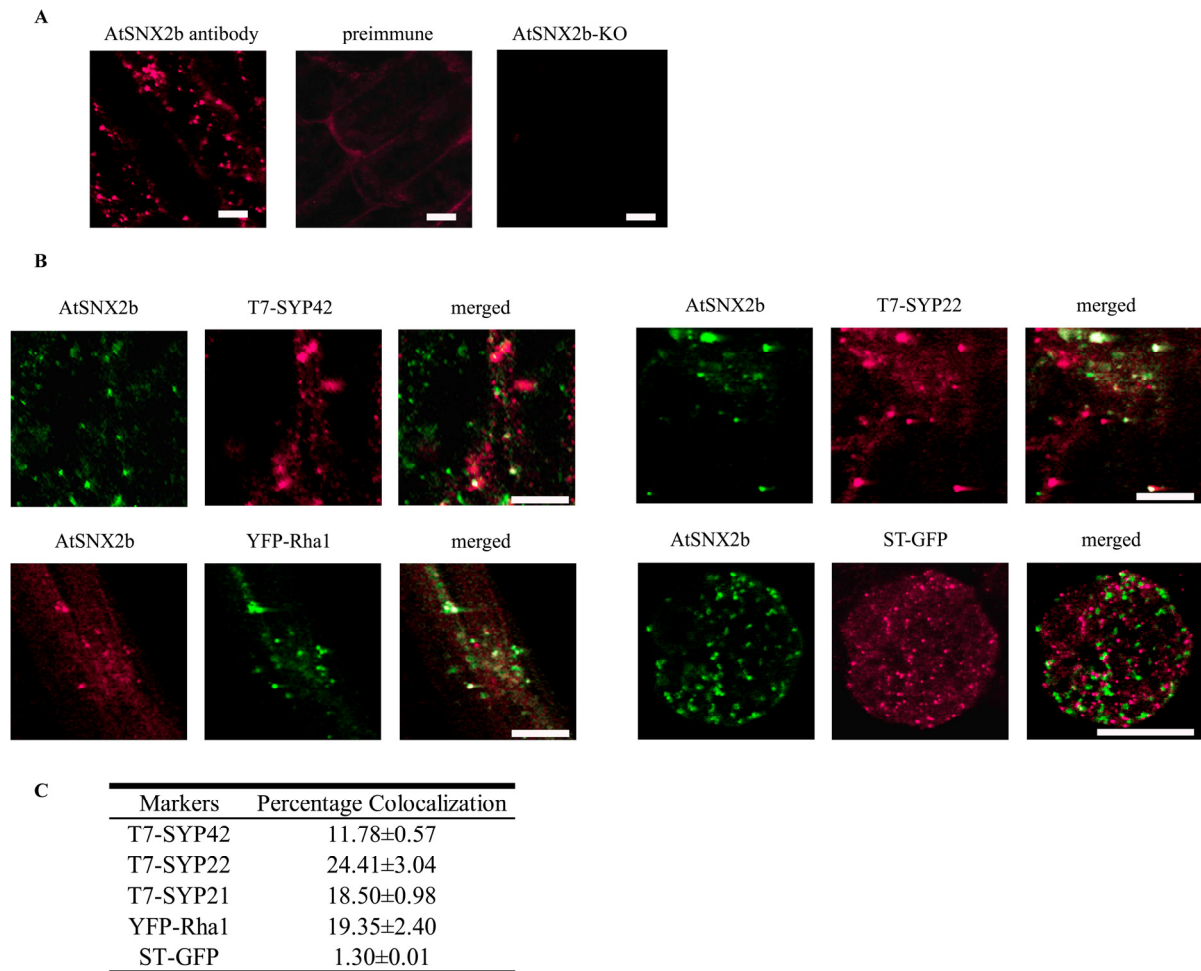 A
AtSNX2b antibody preimmune AtSNX2b-KO
B
AtSNX2b T7-SYP42 merged AtSNX2b T7-SYP22 merged
AtSNX2b YFP-Rha1 merged AtSNX2b ST-GFP merged
C
Markers Percentage Colocalization
T7-SYP42 11.78±0.57
T7-SYP22 24.41±3.04
T7-SYP21 18.50±0.98
YFP-Rha1 19.35±2.40
ST-GFP 1.30±0.01